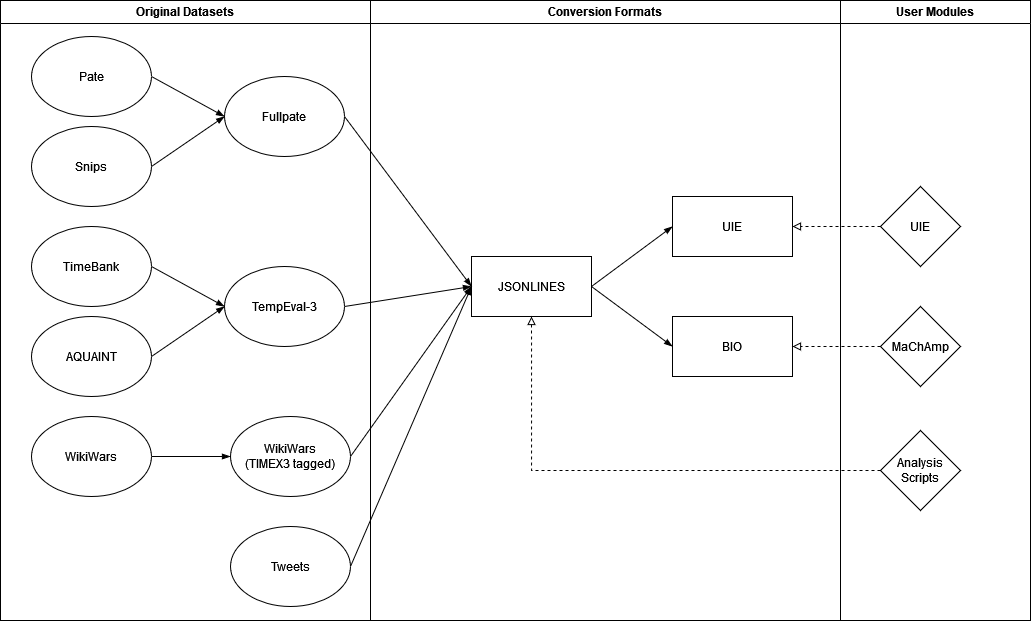 Original Datasets
Conversion Formats
User Modules
Pate
Fullpate
Snips
TimeBank
TempEval-3
AQUAINT
WikiWars
WikiWars
(TIMEX3 tagged)
Tweets
JSONLINES
UIE
BIO
UIE
MaChAmp
Analysis
Scripts